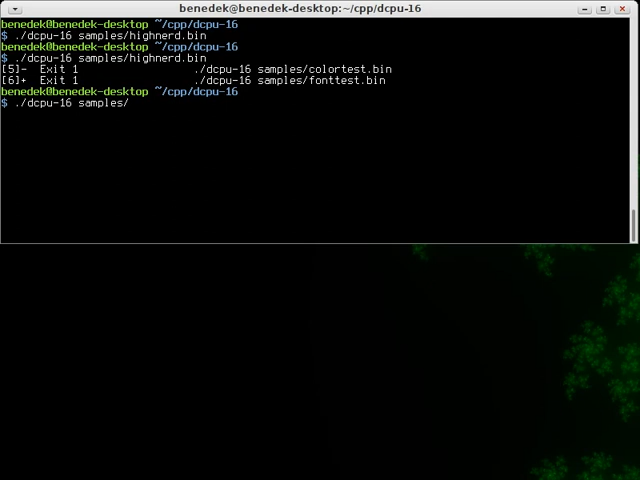 benedek@benedek-desktop:~/cpp/dcpu-16
benedek@benedek-desktop ~/cpp/dcpu-16
$ ./dcpu-16 samples/highnerd.bin
benedek@benedek-desktop ~/cpp/dcpu-16
$ ./dcpu-16 samples/highnerd.bin
[5]-  Exit 1                  ./dcpu-16 samples/colortest.bin
[6]+  Exit 1                  ./dcpu-16 samples/fonttest.bin
benedek@benedek-desktop ~/cpp/dcpu-16
$ ./dcpu-16 samples/